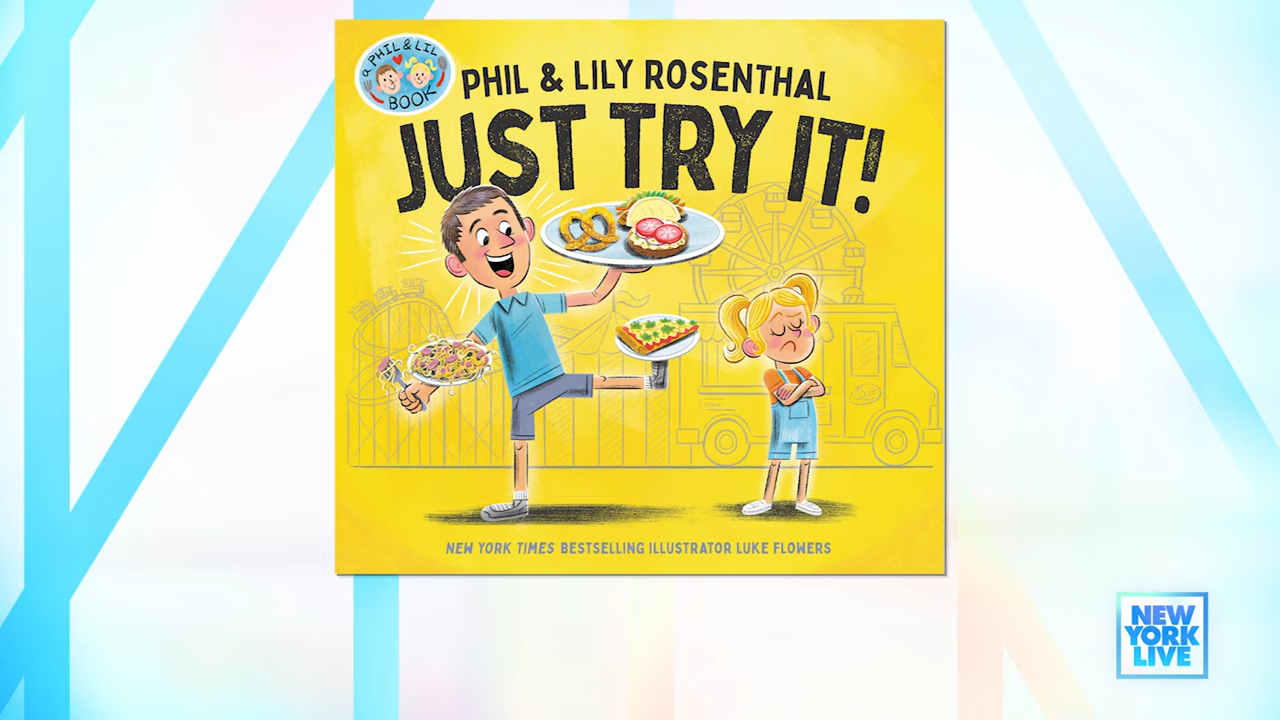 a PHIL & LIL
BOOK
PHIL & LILY ROSENTHAL
JUST TRY IT!
NEW YORK TIMES BESTSELLING ILLUSTRATOR LUKE FLOWERS
NEW
YORK
LIVE